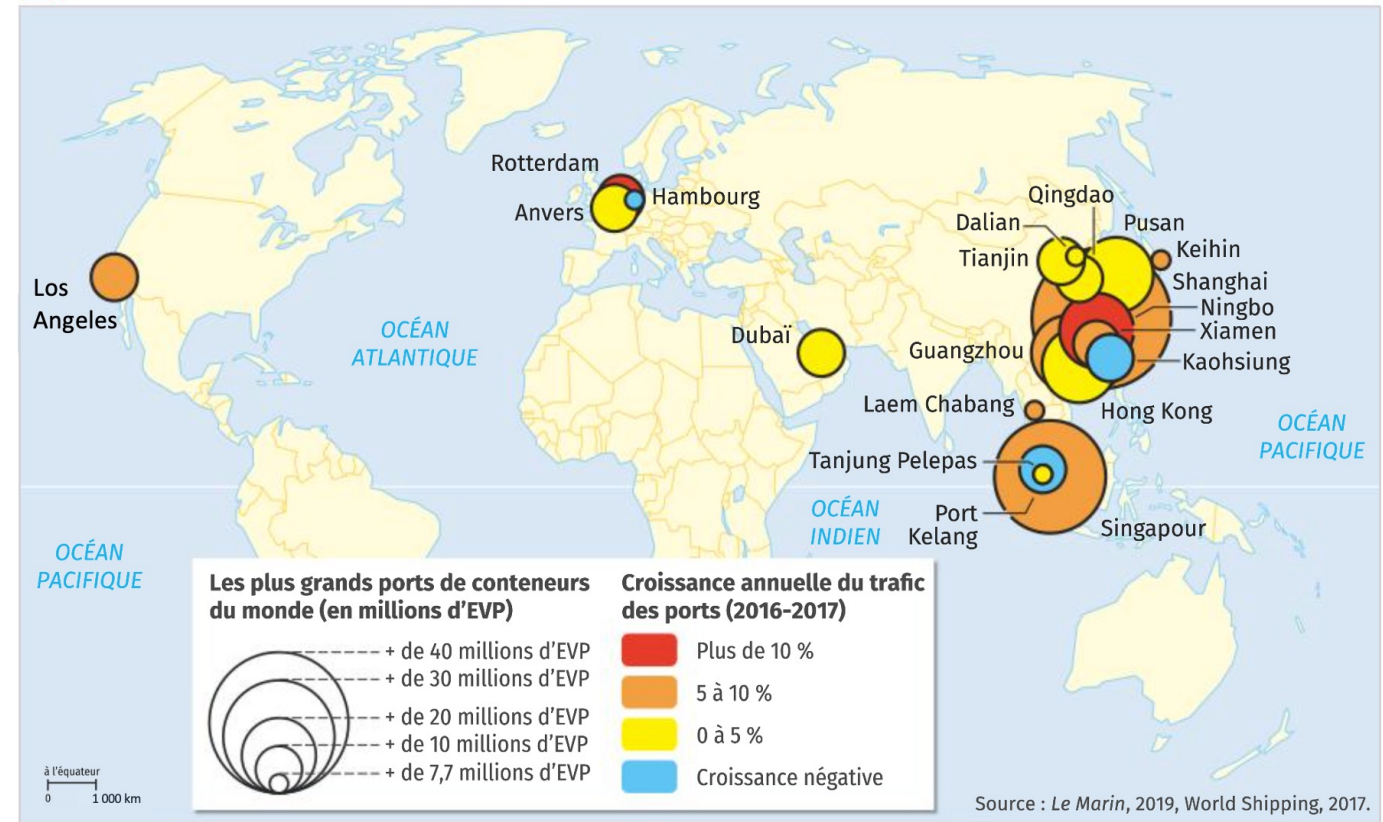 Rotterdam
Hambourg
Anvers
Qingdao
Dalian
Pusan
Tianjin
Keihin
Shanghai
Ningbo
Xiamen
Kaohsiung
Los
Angeles
OCÉAN
ATLANTIQUE
Dubaï
Guangzhou
Laem Chabang
Hong Kong
OCÉAN
PACIFIQUE
Tanjung Pelepas
OCÉAN
INDIEN
Port
Kelang
Singapour
OCÉAN
PACIFIQUE
Les plus grands ports de conteneurs
du monde (en millions d’EVP)
+ de 40 millions d’EVP
+ de 30 millions d’EVP
+ de 20 millions d’EVP
+ de 10 millions d’EVP
+ de 7,7 millions d’EVP
Croissance annuelle du trafic
des ports (2016-2017)
Plus de 10 %
5 à 10 %
0 à 5 %
Croissance négative
à l’équateur
0 1 000 km
Source : Le Marin, 2019, World Shipping, 2017.